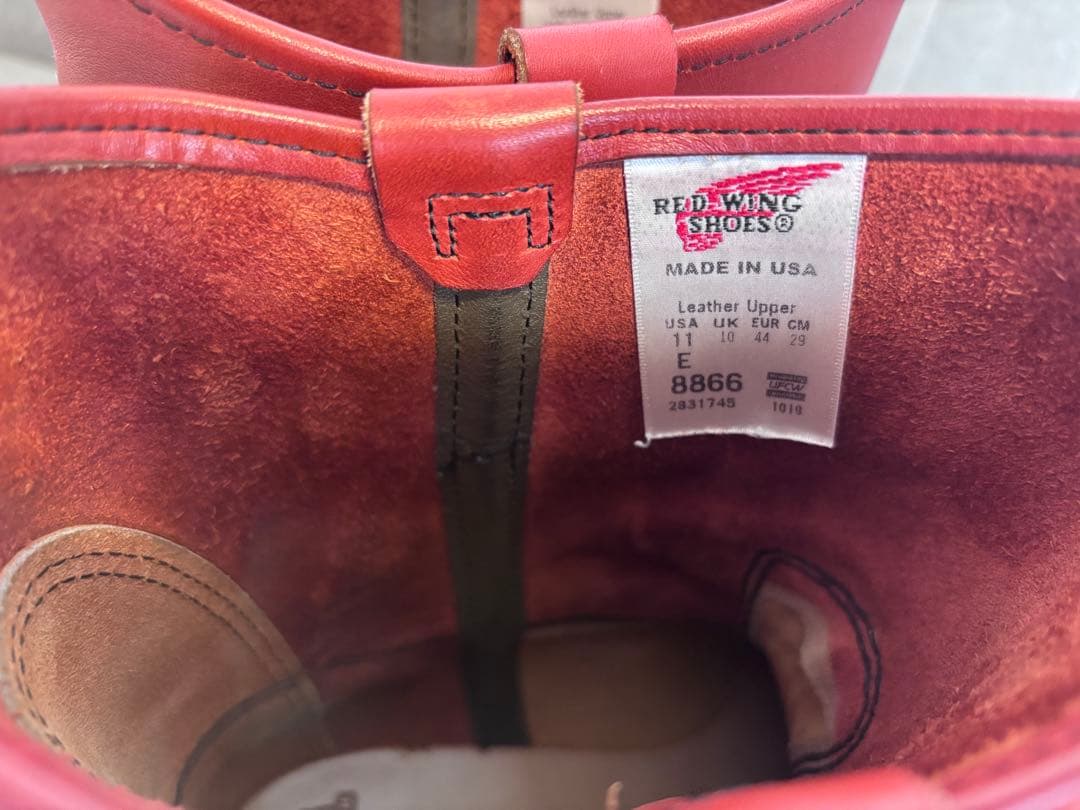 RED WING
SHOES®
MADE IN USA
Leather Upper
USA UK EUR CM
11 10 44 29
E
8866
UFCW
2831745
1010